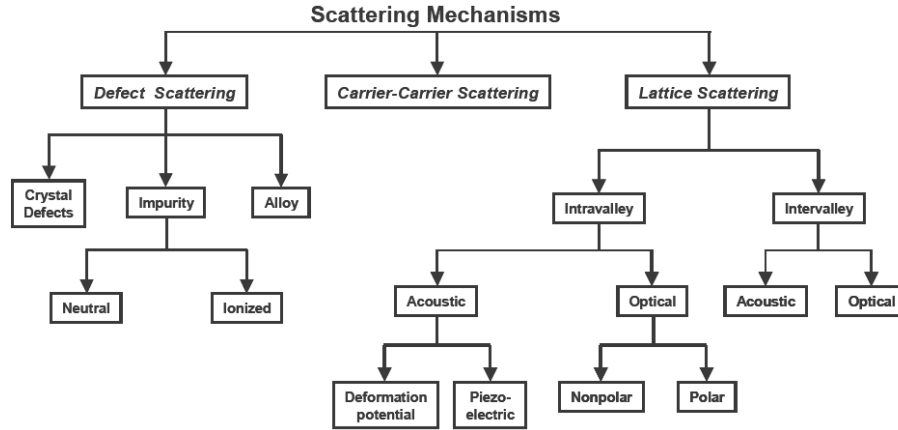 Scattering Mechanisms
Defect Scattering
Carrier-Carrier Scattering
Lattice Scattering
Crystal
Defects
Impurity
Alloy
Intravalley
Intervalley
Neutral
Ionized
Acoustic
Optical
Acoustic
Optical
Deformation
potential
Piezo-
electric
Nonpolar
Polar